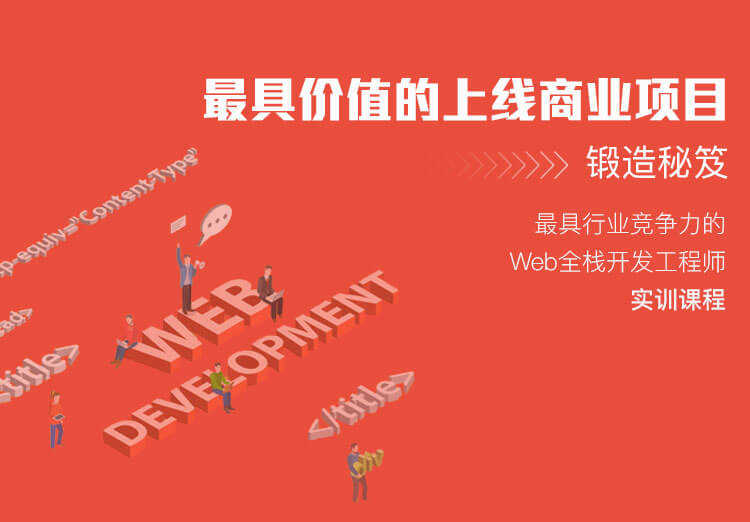 最具价值的上线商业项目
锻造秘笈
最具行业竞争力的
Web全栈开发工程师
实训课程
p-equiv="Content-Type"
ead>
<title>
WEB
DEVELOPMENT
</title>